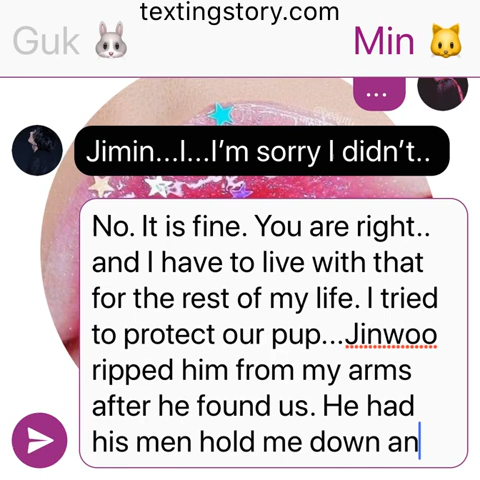 textingstory.com
Guk 🐰 Min 🐱
...
Jimin...I...I'm sorry I didn't..
No. It is fine. You are right..
and I have to live with that
for the rest of my life. I tried
to protect our pup...Jinwoo
ripped him from my arms
after he found us. He had
his men hold me down an